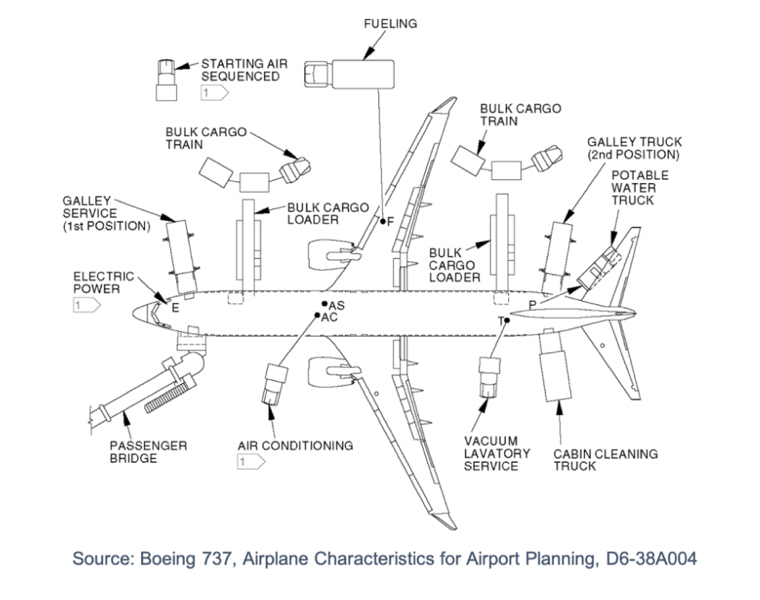 FUELING
STARTING AIR
SEQUENCED
1
BULK CARGO
TRAIN
BULK CARGO
TRAIN
GALLEY TRUCK
(2nd POSITION)
POTABLE
WATER
TRUCK
GALLEY
SERVICE
(1st POSITION)
BULK CARGO
LOADER
F
BULK
CARGO
LOADER
ELECTRIC
POWER
1
E
AS
AC
P
T
PASSENGER
BRIDGE
AIR CONDITIONING
1
VACUUM
LAVATORY
SERVICE
CABIN CLEANING
TRUCK
Source: Boeing 737, Airplane Characteristics for Airport Planning, D6-38A004